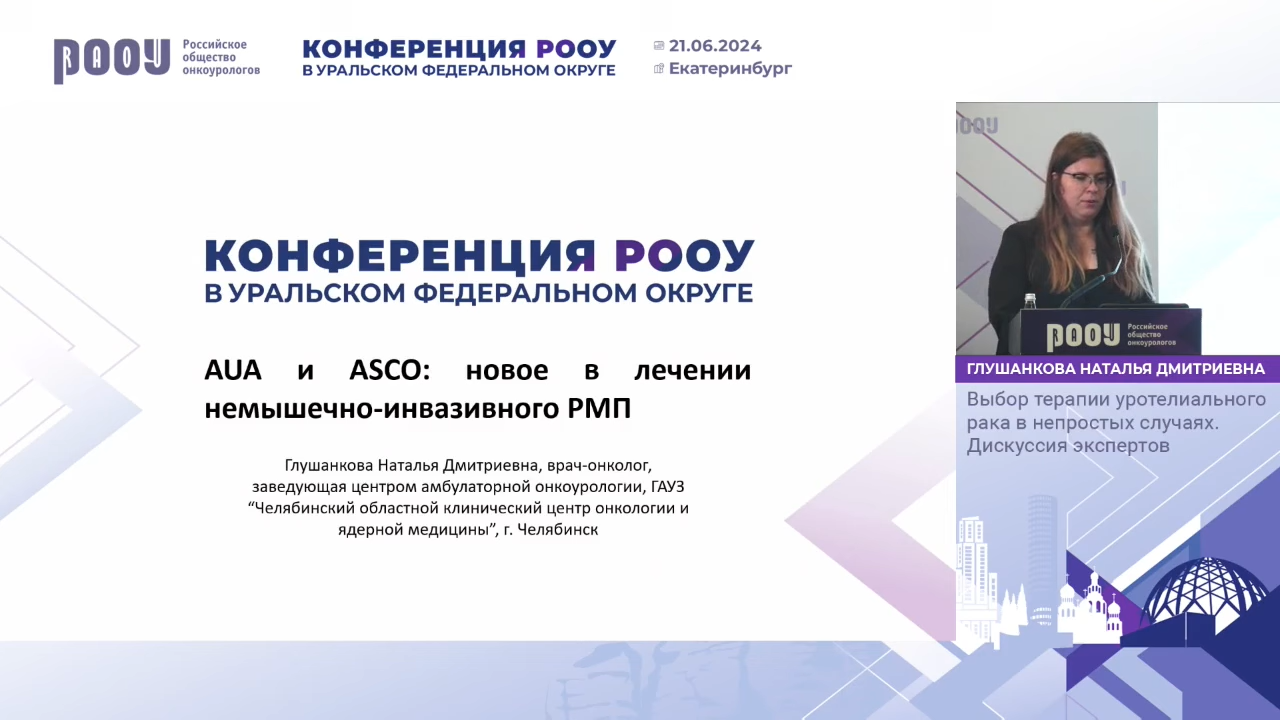 РООУ
Российское
общество
онкоурологов
КОНФЕРЕНЦИЯ РООУ
В УРАЛЬСКОМ ФЕДЕРАЛЬНОМ ОКРУГЕ
21.06.2024
Екатеринбург
КОНФЕРЕНЦИЯ РООУ
В УРАЛЬСКОМ ФЕДЕРАЛЬНОМ ОКРУГЕ
AUA и ASCO: новое в лечении
немышечно-инвазивного РМП
Глушанкова Наталья Дмитриевна, врач-онколог,
заведующая центром амбулаторной онкоурологии, ГАУЗ
“Челябинский областной клинический центр онкологии и
ядерной медицины”, г. Челябинск
РООУ
РООУ
Российское
общество
онкоурологов
ГЛУШАНКОВА НАТАЛЬЯ ДМИТРИЕВНА
Выбор терапии уротелиального
рака в непростых случаях.
Дискуссия экспертов